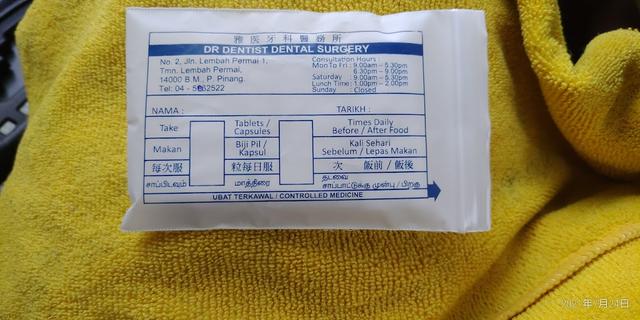 雅医牙科醫務所
DR DENTIST DENTAL SURGERY
No. 2, Jln. Lembah Permai 1,
Tmn. Lembah Permai,
14000 B.M., P. Pinang.
Tel: 04 - 5362522
Consultation Hours
Mon To Fri : 9.00am – 5.30pm
6.30pm – 9.00pm
Saturday : 9.00am – 5.30pm
Lunch Time : 1.00pm – 2.00pm
Sunday : Closed
NAMA : TARIKH :
Take Tablets / Capsules Times Daily Before / After Food
Makan Biji Pil / Kapsul Kali Sehari Sebelum / Lepas Makan
每次服 粒每日服 次 飯前 / 飯後
சாப்பிடவும் மாத்திரை தடவை சாப்பாட்டுக்கு முன்பு / பிறகு
UBAT TERKAWAL / CONTROLLED MEDICINE